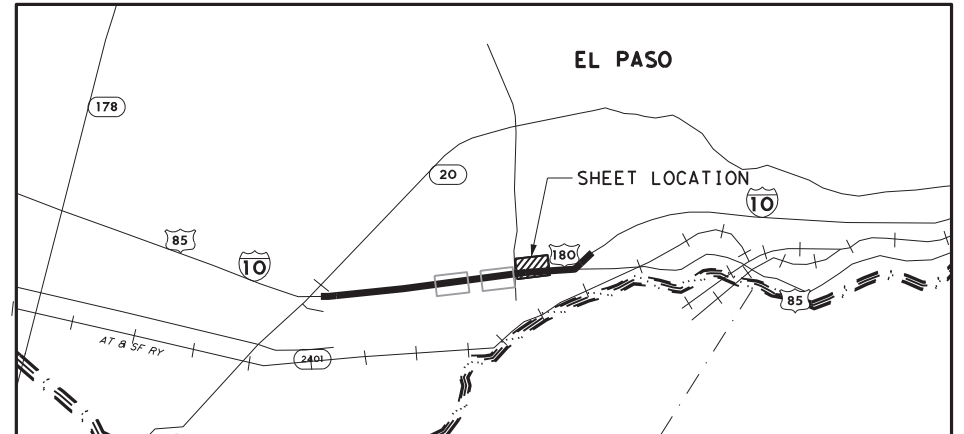 EL PASO
178
20
SHEET LOCATION
10
85
10
180
85
AT & SF RY
2401